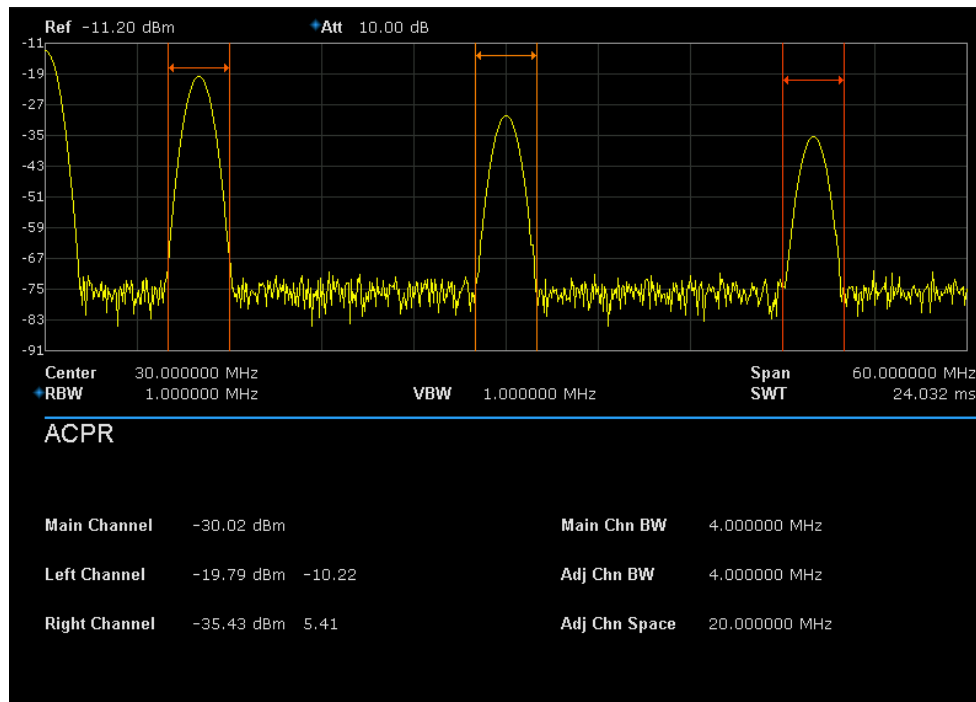 Ref -11.20 dBm Att 10.00 dB
-11
-19
-27
-35
-43
-51
-59
-67
-75
-83
-91
Center 30.000000 MHz Span 60.000000 MHz
RBW 1.000000 MHz VBW 1.000000 MHz SWT 24.032 ms
ACPR
Main Channel -30.02 dBm Main Chn BW 4.000000 MHz
Left Channel -19.79 dBm -10.22 Adj Chn BW 4.000000 MHz
Right Channel -35.43 dBm 5.41 Adj Chn Space 20.000000 MHz